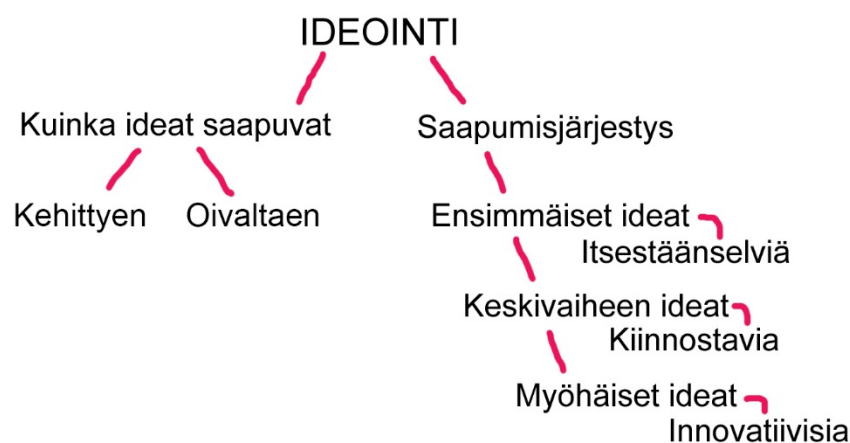 IDEOINTI
Kuinka ideat saapuvat
Saapumisjärjestys
Kehittyen
Oivaltaen
Ensimmäiset ideat
Itsestäänselviä
Keskivaiheen ideat
Kiinnostavia
Myöhäiset ideat
Innovatiivisia